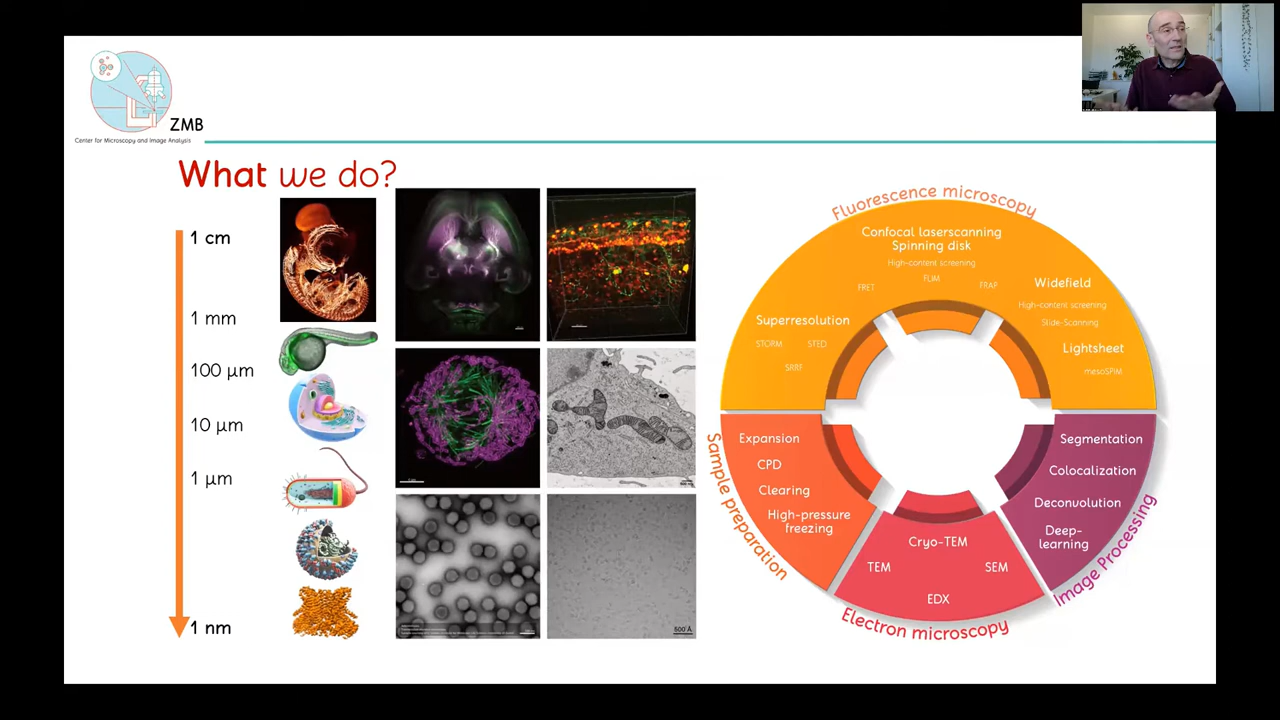 ZMB
Center for Microscopy and Image Analysis
What we do?
1 cm
1 mm
100 µm
10 µm
1 µm
1 nm
500 Å
Fluorescence microscopy
Confocal laserscanning
Spinning disk
High-content screening
FLIM
FRET
FRAP
Widefield
High-content screening
Slide-Scanning
Superresolution
STORM
STED
SRRF
Lightsheet
mesoSPIM
Sample preparation
Expansion
CPD
Clearing
High-pressure
freezing
Electron microscopy
Cryo-TEM
TEM
SEM
EDX
Image Processing
Segmentation
Colocalization
Deconvolution
Deep-
learning